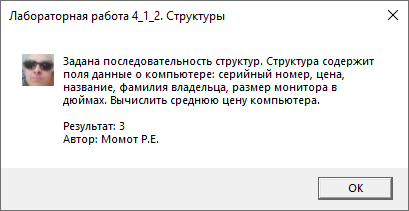 Лабораторная работа 4_1_2. Структуры
Задана последовательность структур. Структура содержит
поля данные о компьютере: серийный номер, цена,
название, фамилия владельца, размер монитора в
дюймах. Вычислить среднюю цену компьютера.
Результат: 3
Автор: Момот Р.Е.
OK